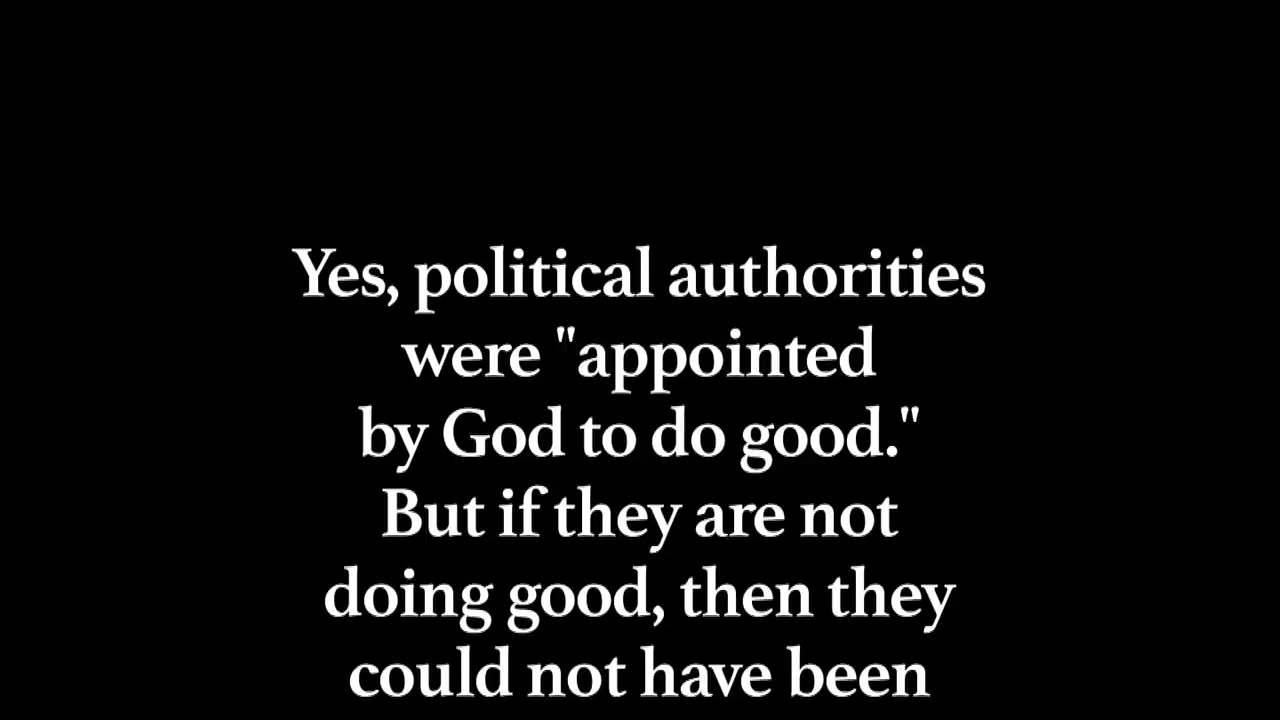 Yes, political authorities
were "appointed
by God to do good."
But if they are not
doing good, then they
could not have been